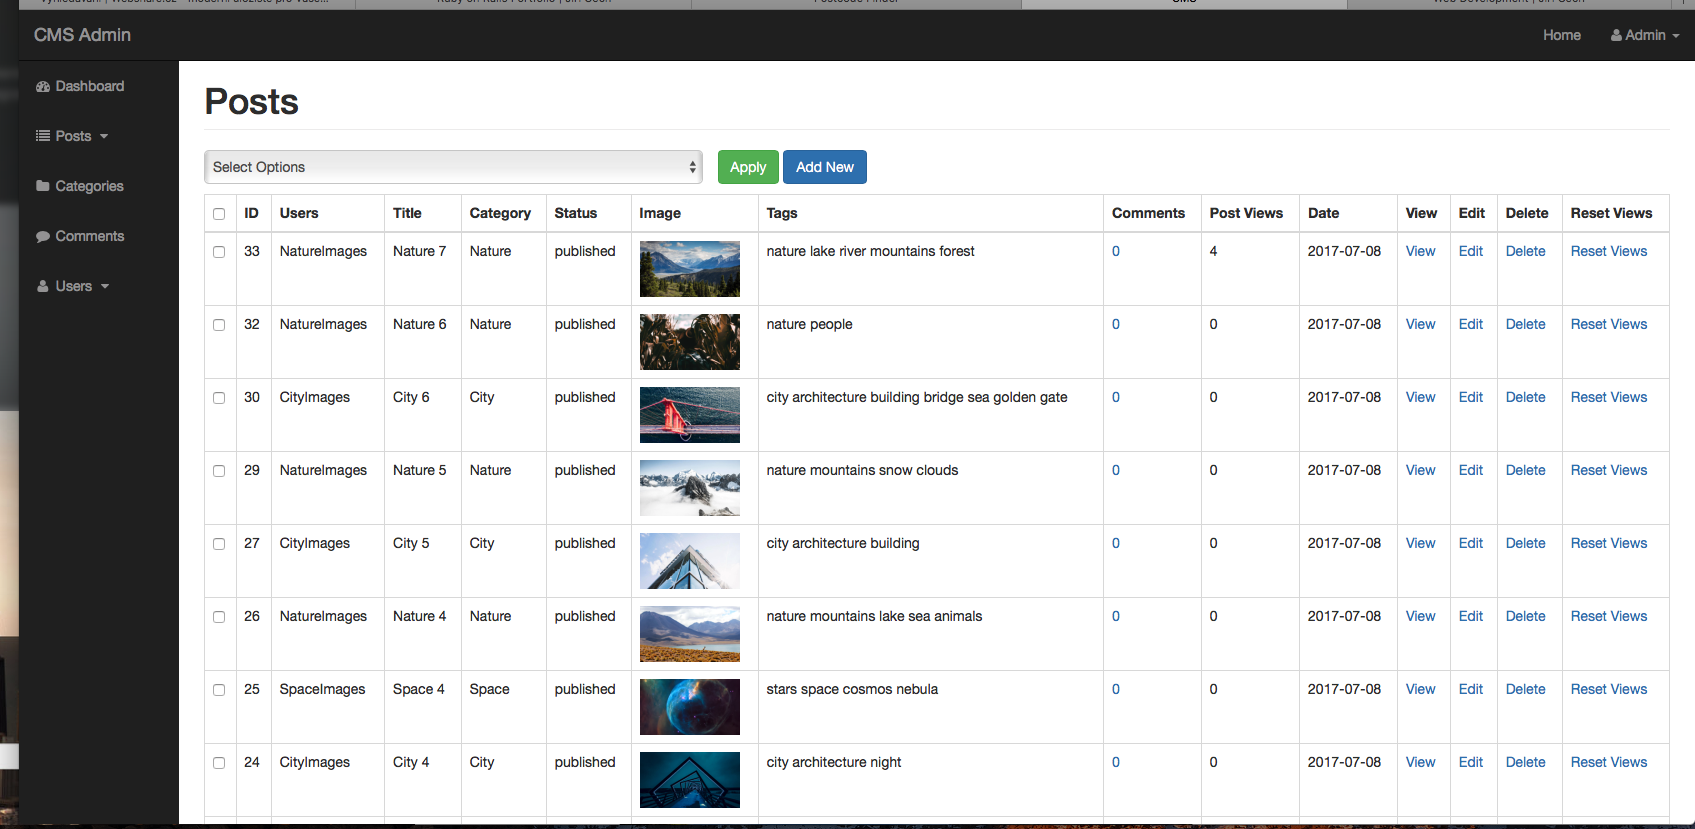 CMS
CMS Admin
Home
Admin
Dashboard
Posts
Categories
Comments
Users
Posts
Select Options
Apply
Add New
ID Users Title Category Status Image Tags Comments Post Views Date View Edit Delete Reset Views
33 NatureImages Nature 7 Nature published nature lake river mountains forest 0 4 2017-07-08 View Edit Delete Reset Views
32 NatureImages Nature 6 Nature published nature people 0 0 2017-07-08 View Edit Delete Reset Views
30 CityImages City 6 City published city architecture building bridge sea golden gate 0 0 2017-07-08 View Edit Delete Reset Views
29 NatureImages Nature 5 Nature published nature mountains snow clouds 0 0 2017-07-08 View Edit Delete Reset Views
27 CityImages City 5 City published city architecture building 0 0 2017-07-08 View Edit Delete Reset Views
26 NatureImages Nature 4 Nature published nature mountains lake sea animals 0 0 2017-07-08 View Edit Delete Reset Views
25 SpaceImages Space 4 Space published stars space cosmos nebula 0 0 2017-07-08 View Edit Delete Reset Views
24 CityImages City 4 City published city architecture night 0 0 2017-07-08 View Edit Delete Reset Views